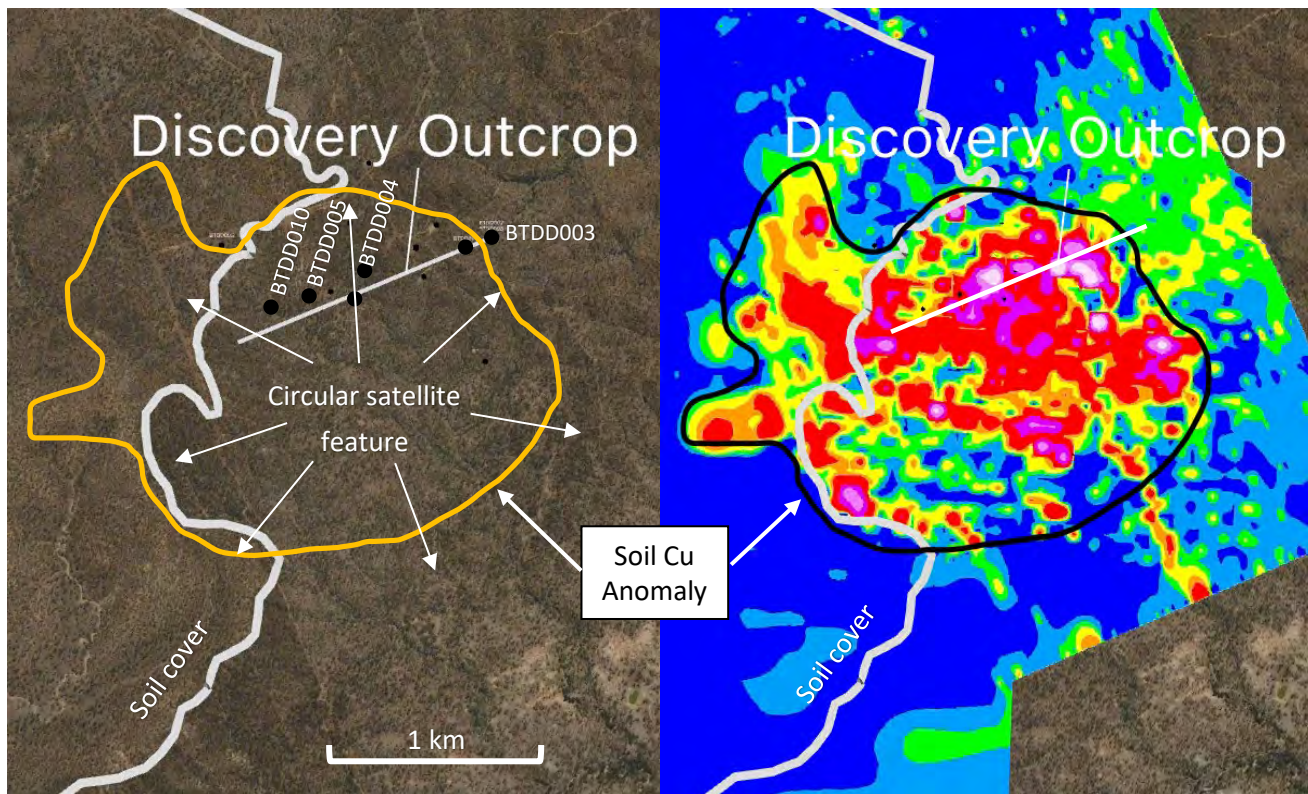 Discovery Outcrop
BTDD010
BTDD005
BTDD004
BTDD003
Circular satellite
feature
Soil cover
1 km
Soil Cu
Anomaly
Discovery Outcrop
Soil cover